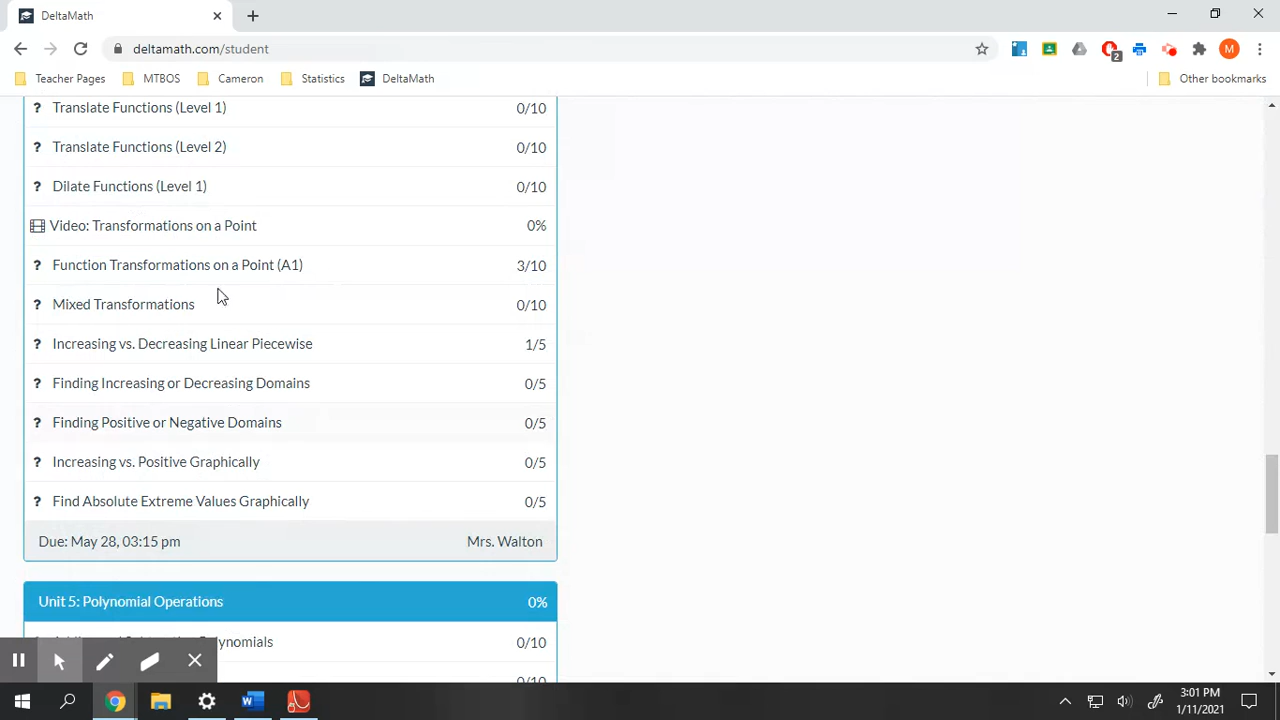 DeltaMath
deltamath.com/student
2
M
Teacher Pages MTBOS Cameron Statistics DeltaMath Other bookmarks
? Translate Functions (Level 1) 0/10
? Translate Functions (Level 2) 0/10
? Dilate Functions (Level 1) 0/10
Video: Transformations on a Point 0%
? Function Transformations on a Point (A1) 3/10
? Mixed Transformations 0/10
? Increasing vs. Decreasing Linear Piecewise 1/5
? Finding Increasing or Decreasing Domains 0/5
? Finding Positive or Negative Domains 0/5
? Increasing vs. Positive Graphically 0/5
? Find Absolute Extreme Values Graphically 0/5
Due: May 28, 03:15 pm Mrs. Walton
Unit 5: Polynomial Operations 0%
0/10
3:01 PM
1/11/2021